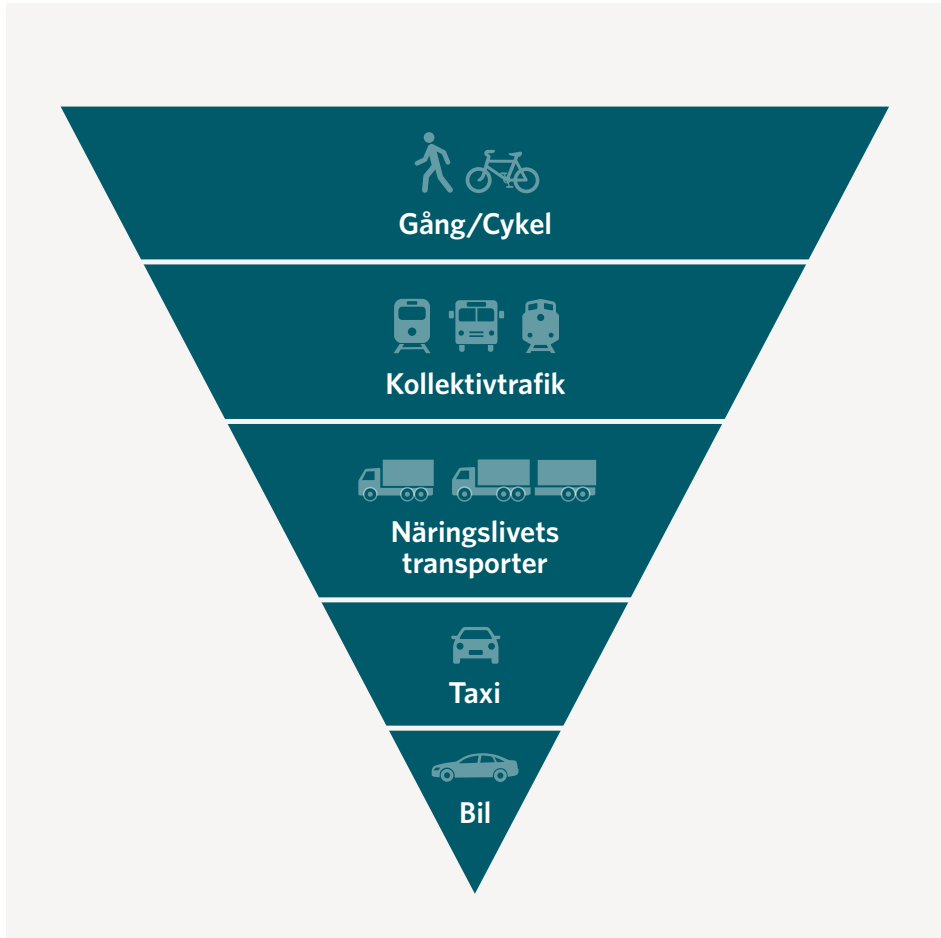 Gång/Cykel
Kollektivtrafik
Näringslivets
transporter
Taxi
Bil